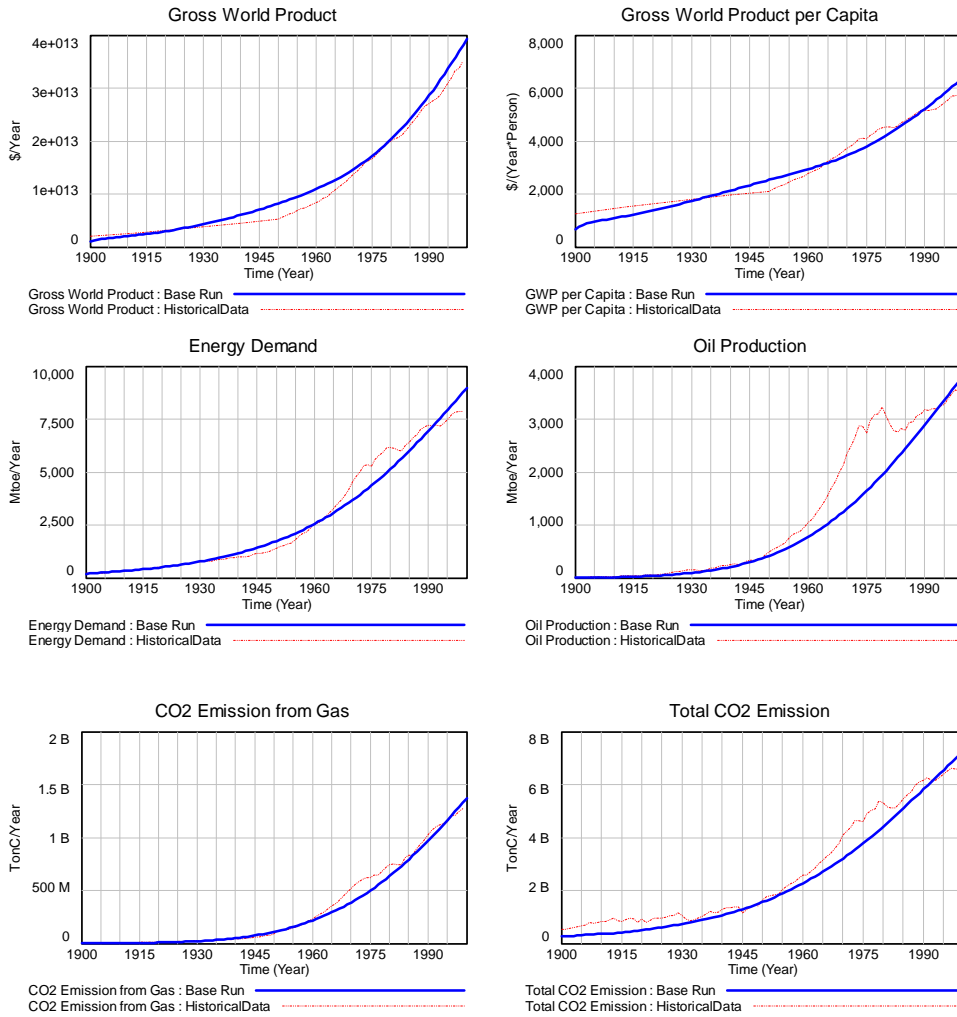 Gross World Product
4e+013
3e+013
2e+013
1e+013
0
$/Year
1900 1915 1930 1945 1960 1975 1990
Time (Year)
Gross World Product : Base Run
Gross World Product : HistoricalData
Gross World Product per Capita
8,000
6,000
4,000
2,000
0
$/(Year*Person)
1900 1915 1930 1945 1960 1975 1990
Time (Year)
GWP per Capita : Base Run
GWP per Capita : HistoricalData
Energy Demand
10,000
7,500
5,000
2,500
0
Mtoe/Year
1900 1915 1930 1945 1960 1975 1990
Time (Year)
Energy Demand : Base Run
Energy Demand : HistoricalData
Oil Production
4,000
3,000
2,000
1,000
0
Mtoe/Year
1900 1915 1930 1945 1960 1975 1990
Time (Year)
Oil Production : Base Run
Oil Production : HistoricalData
CO2 Emission from Gas
2 B
1.5 B
1 B
500 M
0
TonC/Year
1900 1915 1930 1945 1960 1975 1990
Time (Year)
CO2 Emission from Gas : Base Run
CO2 Emission from Gas : HistoricalData
Total CO2 Emission
8 B
6 B
4 B
2 B
0
TonC/Year
1900 1915 1930 1945 1960 1975 1990
Time (Year)
Total CO2 Emission : Base Run
Total CO2 Emission : HistoricalData